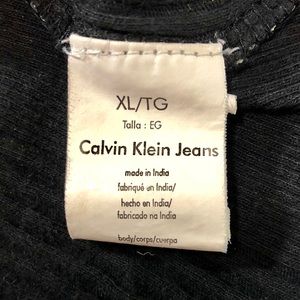 XL/TG
Talla : EG
Calvin Klein Jeans
made in India
fabriqué en India/
hecho en India/
fabricado na India
body/corps/cuerpo